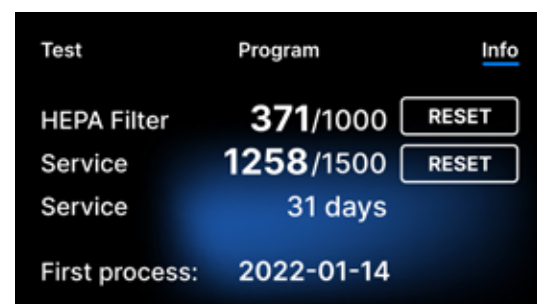 Test Program Info
HEPA Filter 371/1000 RESET
Service 1258/1500 RESET
Service 31 days
First process: 2022-01-14